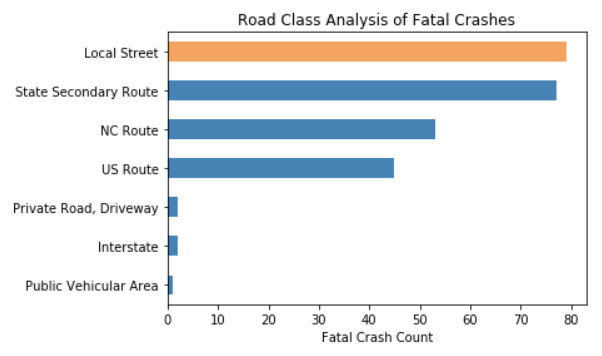 Road Class Analysis of Fatal Crashes
Local Street
State Secondary Route
NC Route
US Route
Private Road, Driveway
Interstate
Public Vehicular Area
0 10 20 30 40 50 60 70 80
Fatal Crash Count